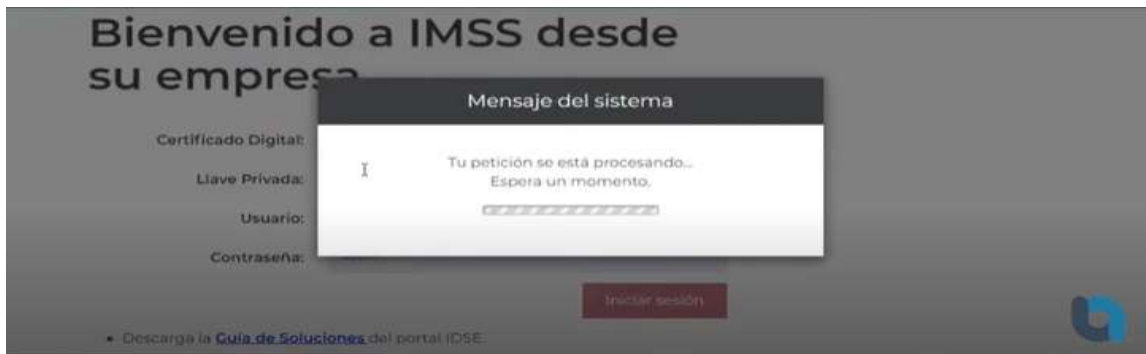 Bienvenido a IMSS desde
su empresa
Mensaje del sistema
Certificado Digital:
Tu petición se está procesando...
Espera un momento.
Llave Privada:
Usuario:
Contraseña:
Iniciar sesión
• Descarga la Guía de Soluciones del portal IDSE.